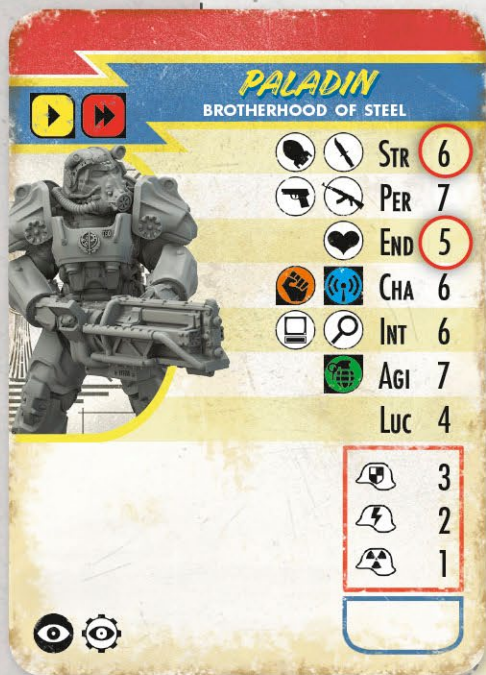 PALADIN
BROTHERHOOD OF STEEL
STR 6
PER 7
END 5
CHA 6
INT 6
AGI 7
LUC 4
3
2
1